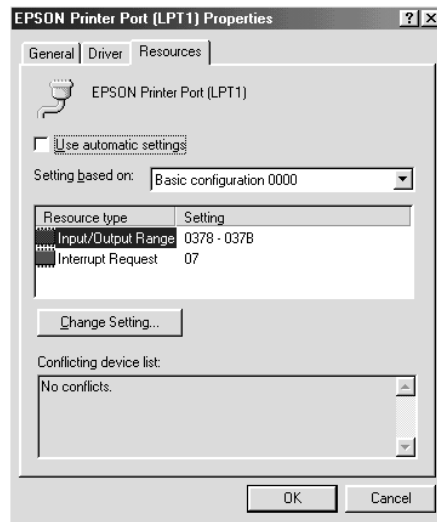 EPSON Printer Port (LPT1) Properties
General Driver Resources
EPSON Printer Port (LPT1)
Use automatic settings
Setting based on: Basic configuration 0000
Resource type Setting
Input/Output Range 0378 - 037B
Interrupt Request 07
Change Setting...
Conflicting device list:
No conflicts.
OK Cancel